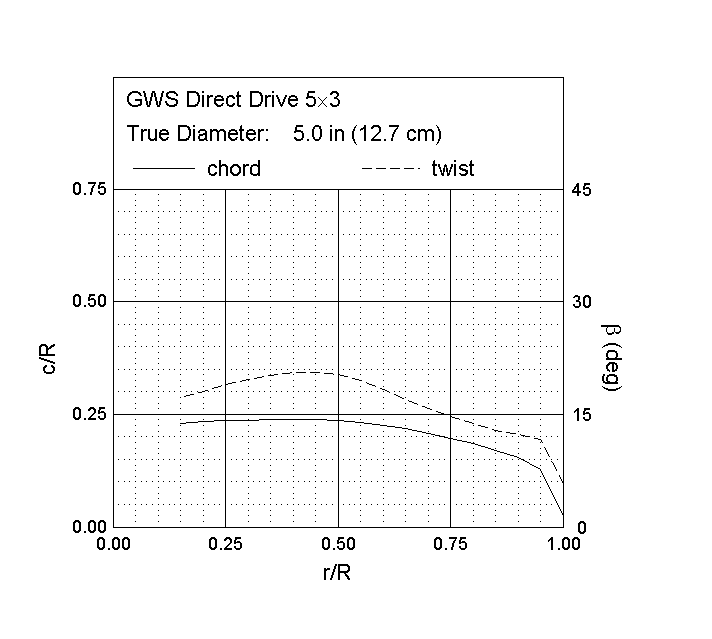 GWS Direct Drive 5×3
True Diameter: 5.0 in (12.7 cm)
chord twist
0.75 45
0.50 30
c/R β (deg)
0.25 15
0.00 0
0.00 0.25 0.50 0.75 1.00
r/R